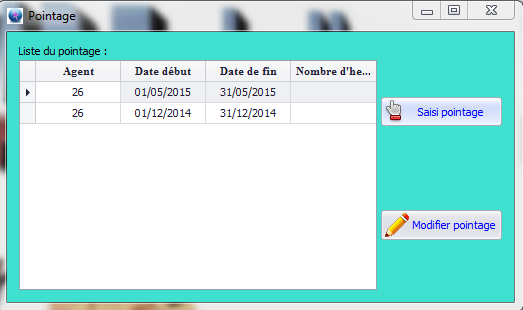 Pointage
Liste du pointage :
Agent Date début Date de fin Nombre d'he...
26 01/05/2015 31/05/2015
26 01/12/2014 31/12/2014
Saisi pointage
Modifier pointage